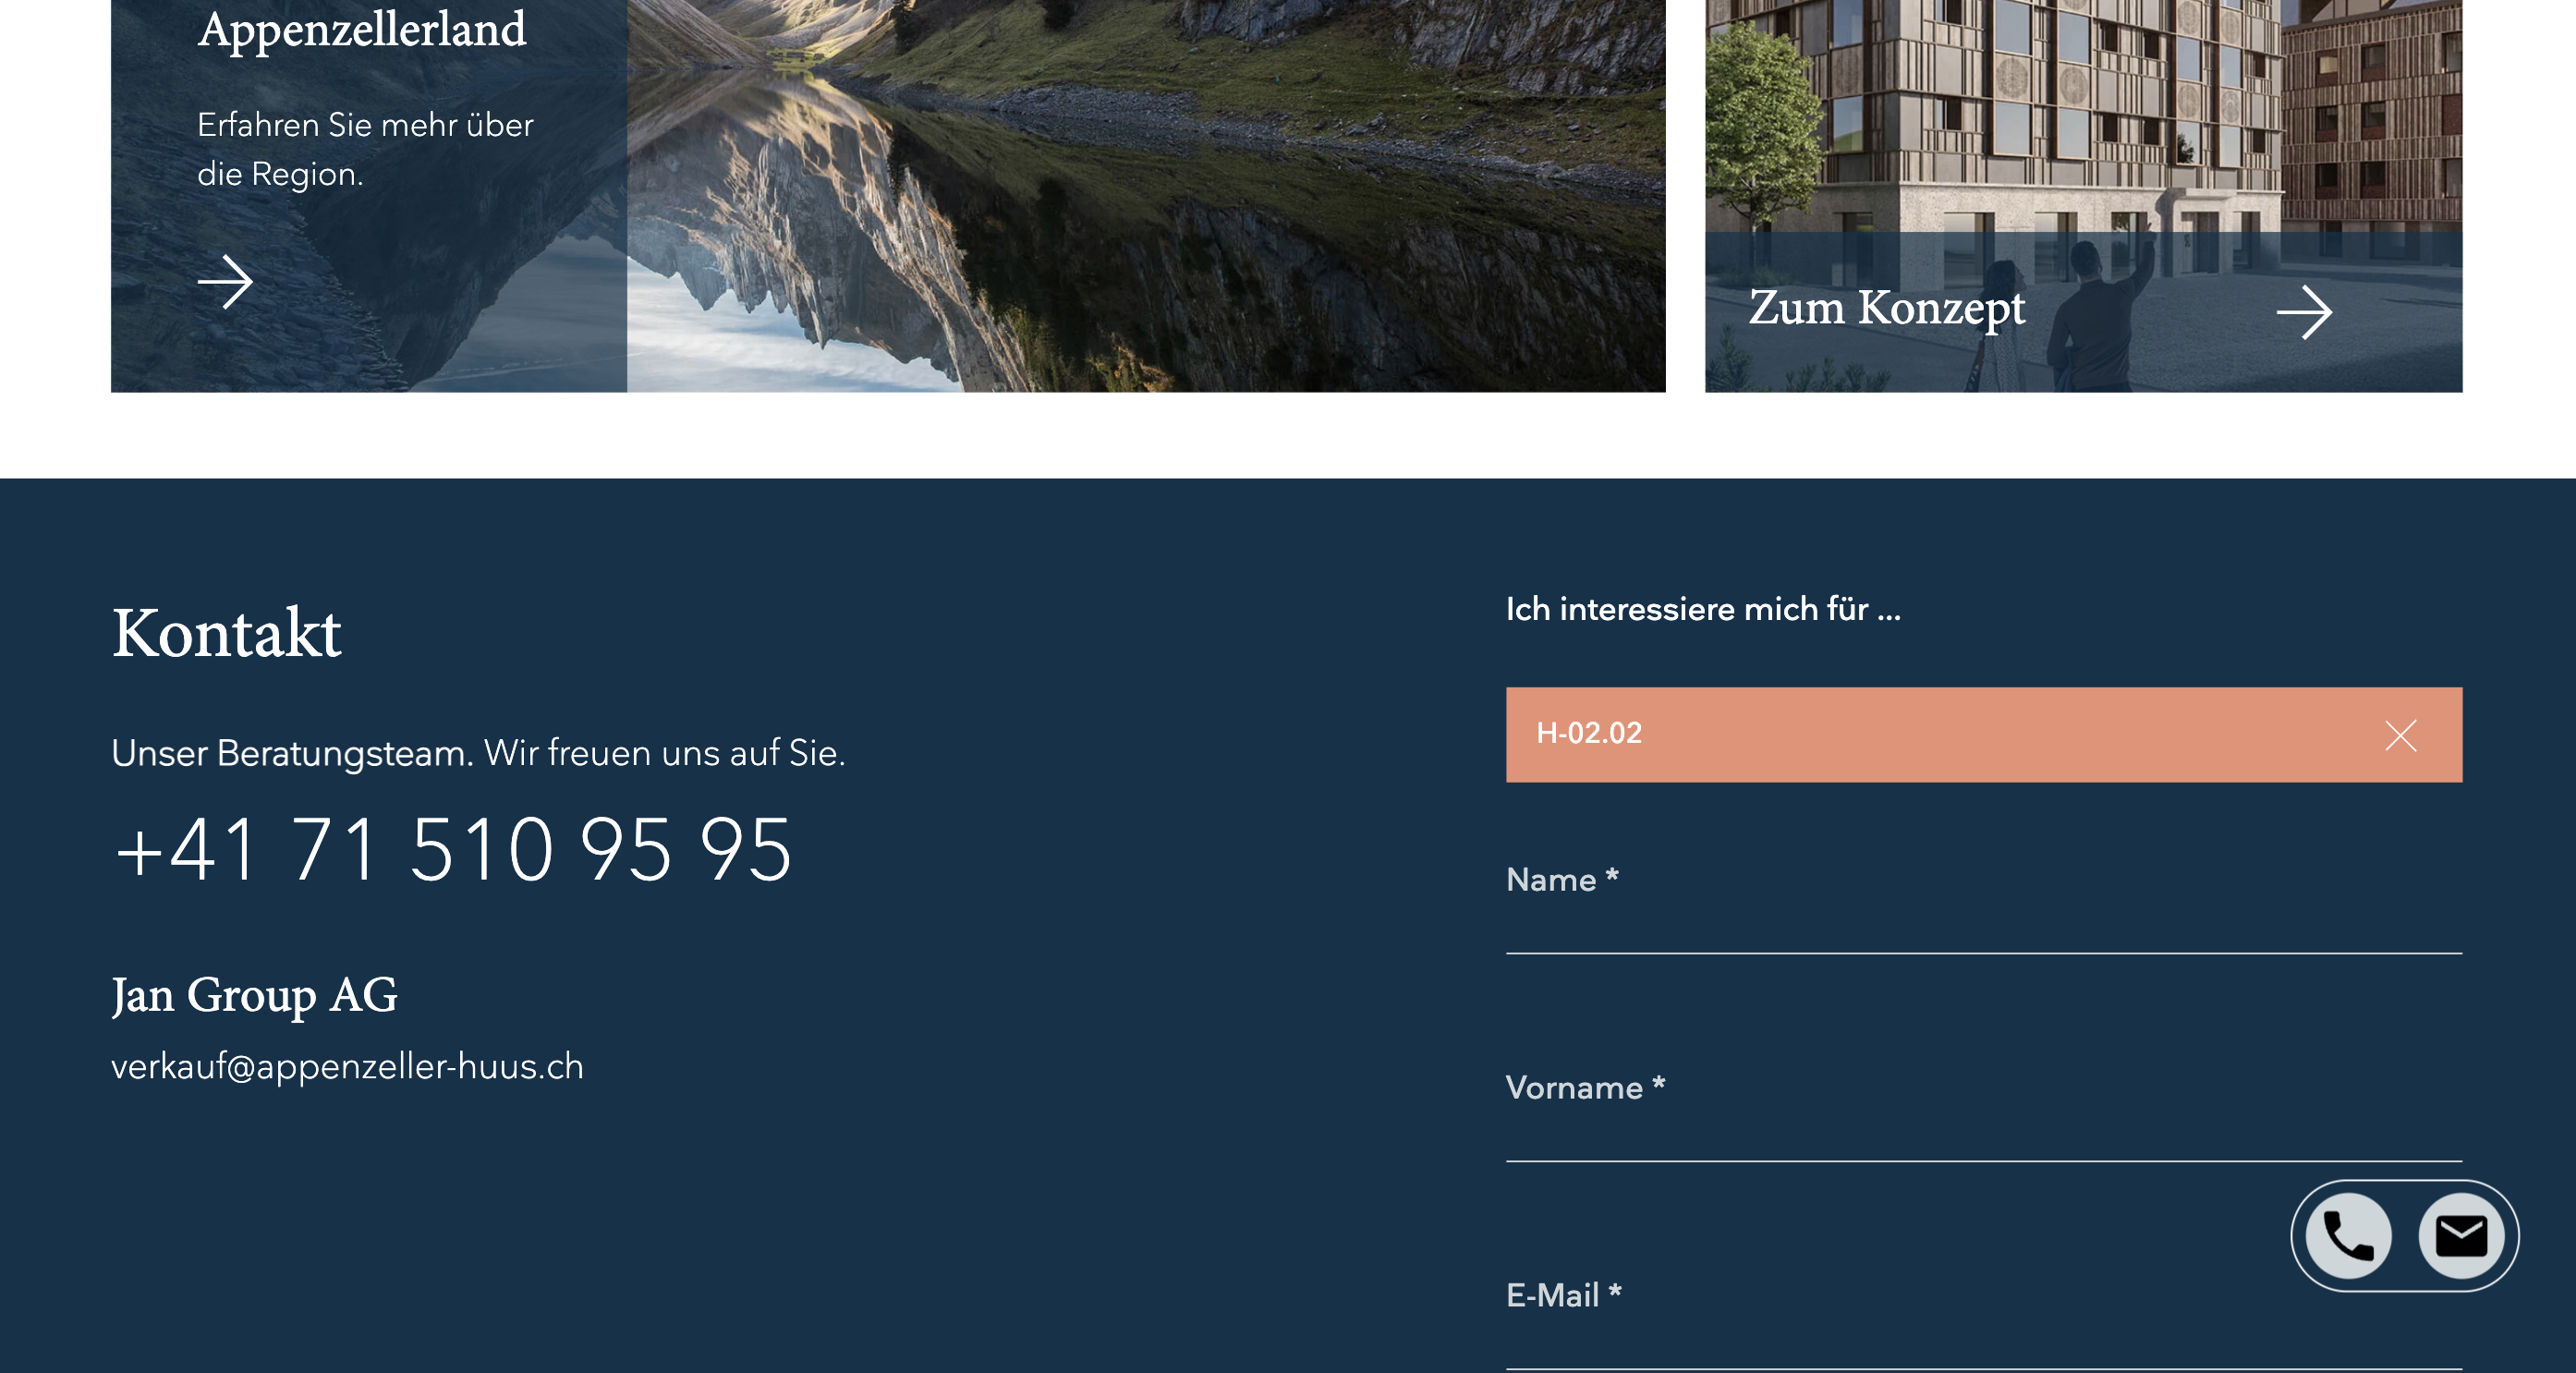 Appenzellerland
Erfahren Sie mehr über
die Region.
Zum Konzept
Kontakt
Unser Beratungsteam. Wir freuen uns auf Sie.
+41 71 510 95 95
Jan Group AG
verkauf@appenzeller-huus.ch
Ich interessiere mich für ...
H-02.02
Name *
Vorname *
E-Mail *